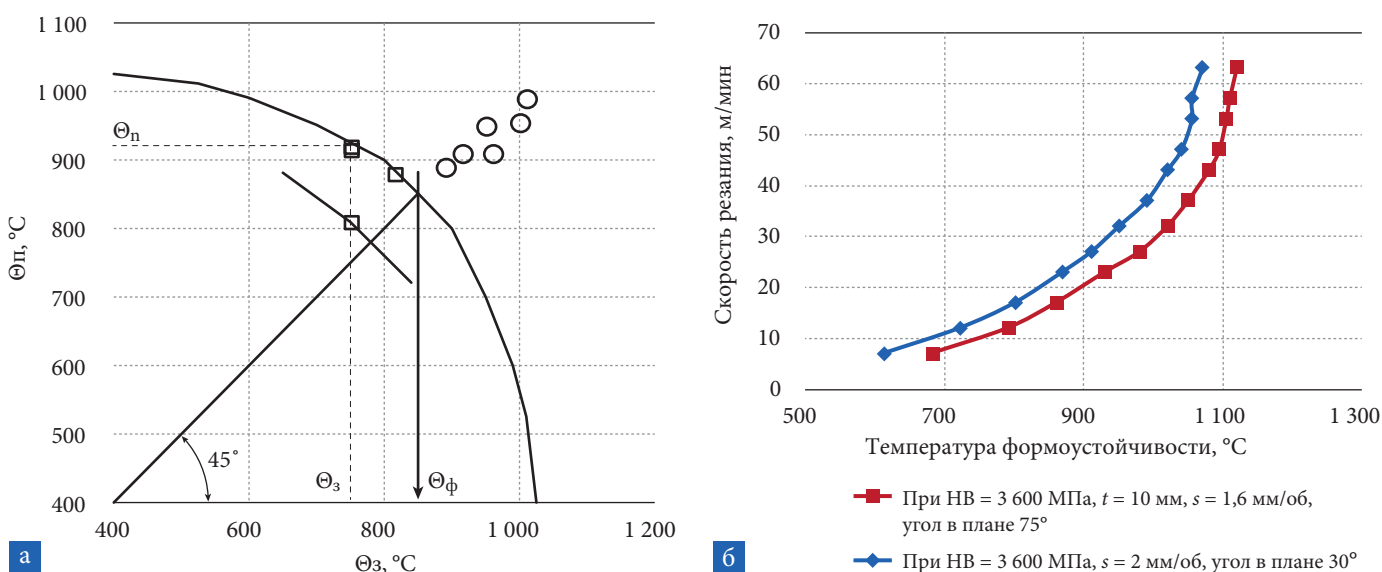 1 100
1 000
900
800
700
600
500
400
Θп, °C
Θп
45°
Θз
Θф
400
600
800
1 000
1 200
Θз, °C
а
70
60
50
40
30
20
10
0
Скорость резания, м/мин
500
700
900
1 100
1 300
Температура формоустойчивости, °C
При НВ = 3 600 МПа, t = 10 мм, s = 1,6 мм/об,
угол в плане 75°
При НВ = 3 600 МПа, s = 2 мм/об, угол в плане 30°
б